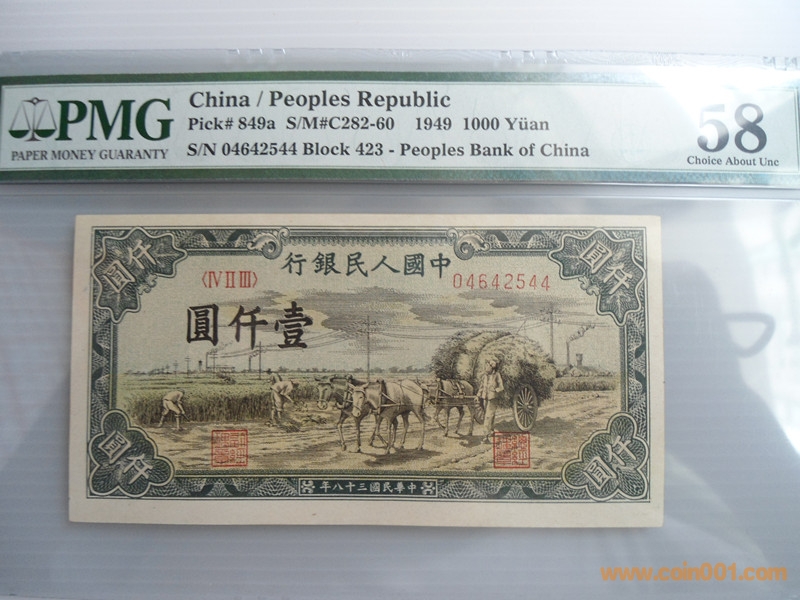 PMG
PAPER MONEY GUARANTY
China / Peoples Republic
Pick# 849a S/M#C282-60 1949 1000 Yüan
S/N 04642544 Block 423 - Peoples Bank of China
58
Choice About Unc
行銀民人國中
〈IV II III〉
04642544
圓仟壹
圓仟
圓仟
圓仟
圓仟
年八十三國民華中
www.coin001.com